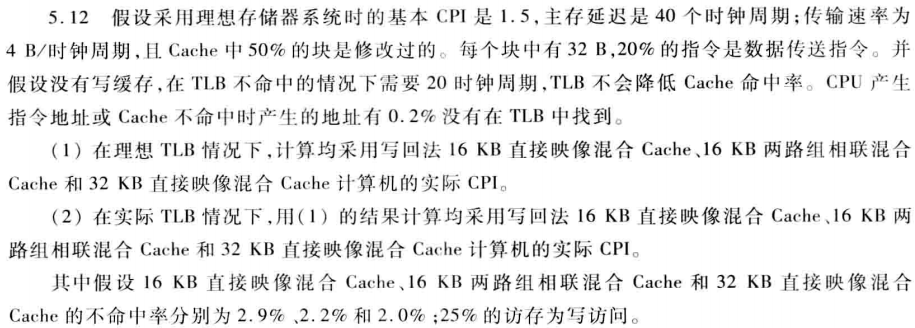 5.12 假设采用理想存储器系统时的基本 CPI 是 1.5,主存延迟是 40 个时钟周期;传输速率为
4 B/时钟周期,且 Cache 中 50% 的块是修改过的。每个块中有 32 B,20% 的指令是数据传送指令。并
假设没有写缓存,在 TLB 不命中的情况下需要 20 时钟周期,TLB 不会降低 Cache 命中率。CPU 产生
指令地址或 Cache 不命中时产生的地址有 0.2% 没有在 TLB 中找到。
(1) 在理想 TLB 情况下,计算均采用写回法 16 KB 直接映像混合 Cache、16 KB 两路组相联混合
Cache 和 32 KB 直接映像混合 Cache 计算机的实际 CPI。
(2) 在实际 TLB 情况下,用(1) 的结果计算均采用写回法 16 KB 直接映像混合 Cache、16 KB 两
路组相联混合 Cache 和 32 KB 直接映像混合 Cache 计算机的实际 CPI。
其中假设 16 KB 直接映像混合 Cache、16 KB 两路组相联混合 Cache 和 32 KB 直接映像混合
Cache 的不命中率分别为 2.9% 、2.2% 和 2.0% ;25% 的访存为写访问。